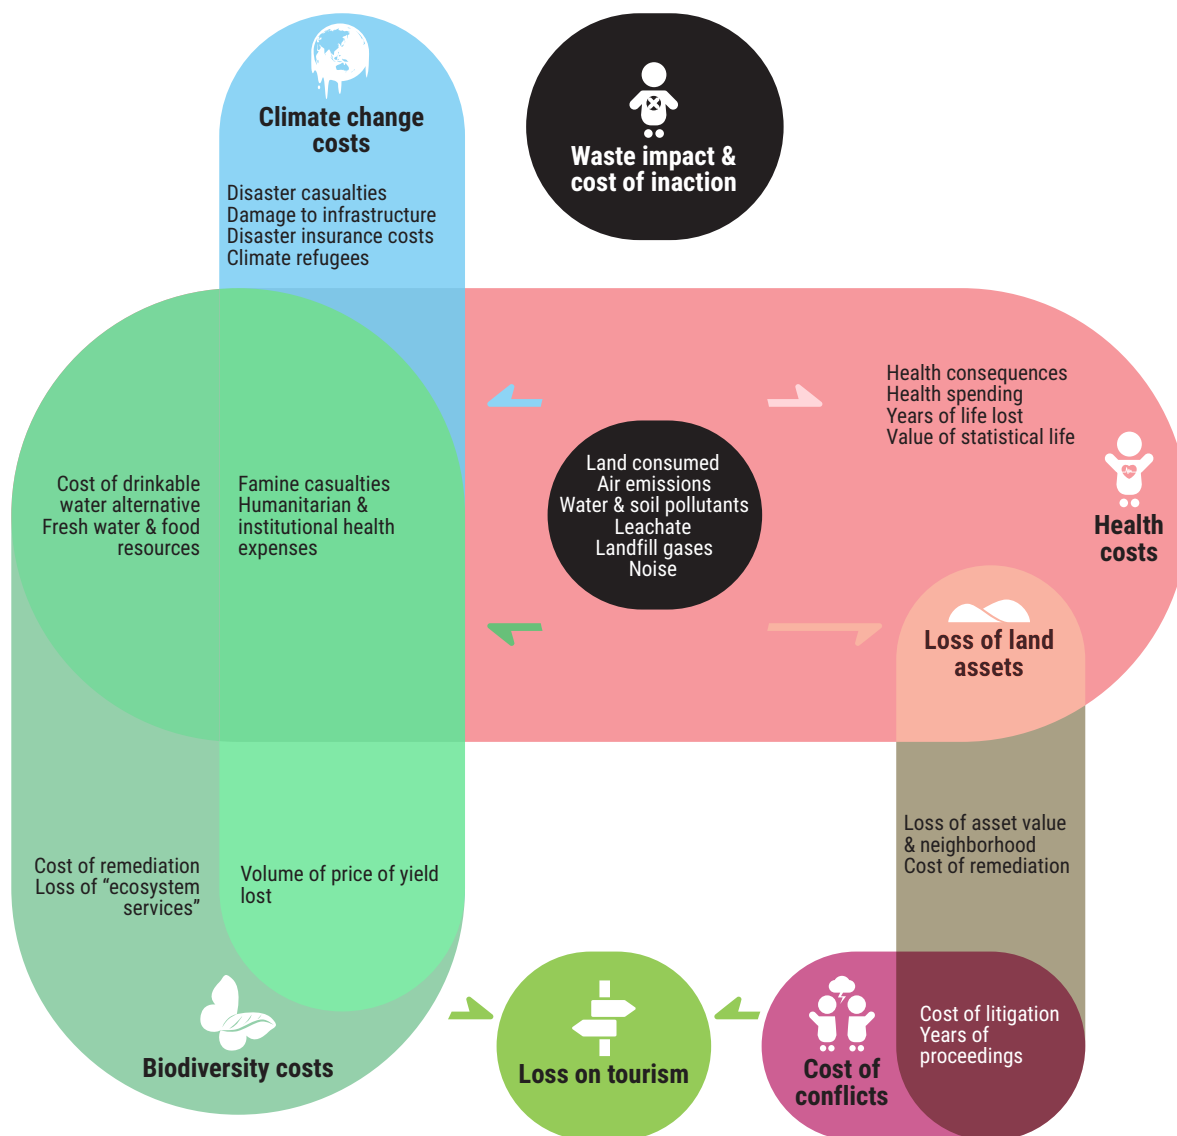 Climate change
costs
Disaster casualties
Damage to infrastructure
Disaster insurance costs
Climate refugees
Waste impact &
cost of inaction
Health consequences
Health spending
Years of life lost
Value of statistical life
Health
costs
Land consumed
Air emissions
Water & soil pollutants
Leachate
Landfill gases
Noise
Cost of drinkable
water alternative
Fresh water & food
resources
Famine casualties
Humanitarian &
institutional health
expenses
Loss of land
assets
Loss of asset value
& neighborhood
Cost of remediation
Cost of remediation
Loss of “ecosystem
services”
Volume of price of yield
lost
Biodiversity costs
Loss on tourism
Cost of
conflicts
Cost of litigation
Years of
proceedings